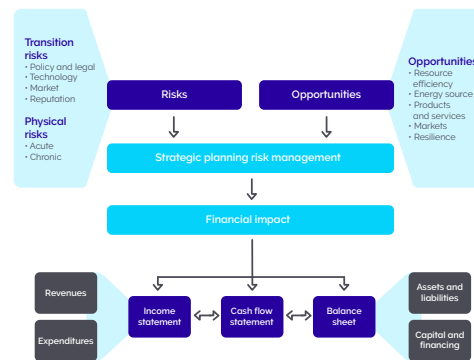 Transition
risks
• Policy and legal
• Technology
• Market
• Reputation
Physical
risks
• Acute
• Chronic
Risks
Opportunities
Opportunities
• Resource
efficiency
• Energy source
• Products
and services
• Markets
• Resilience
Strategic planning risk management
Financial impact
Revenues
Expenditures
Income
statement
Cash flow
statement
Balance
sheet
Assets and
liabilities
Capital and
financing